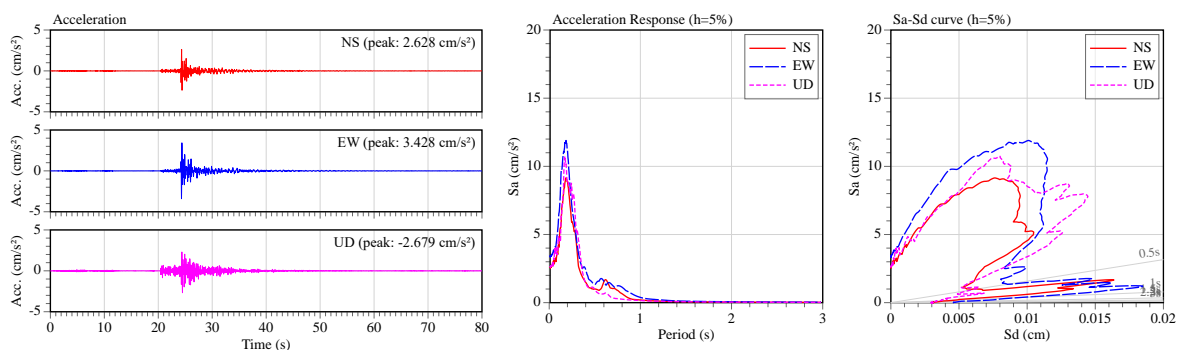 Acceleration
5
0
-5
Acc. (cm/s²)
NS (peak: 2.628 cm/s²)
5
0
-5
Acc. (cm/s²)
EW (peak: 3.428 cm/s²)
5
0
-5
Acc. (cm/s²)
UD (peak: -2.679 cm/s²)
0 10 20 30 40 50 60 70 80
Time (s)
Acceleration Response (h=5%)
20
15
10
5
0
Sa (cm/s²)
NS
EW
UD
0 1 2 3
Period (s)
Sa-Sd curve (h=5%)
20
15
10
5
0
Sa (cm/s²)
NS
EW
UD
0.5s
1s
0 0.005 0.01 0.015 0.02
Sd (cm)